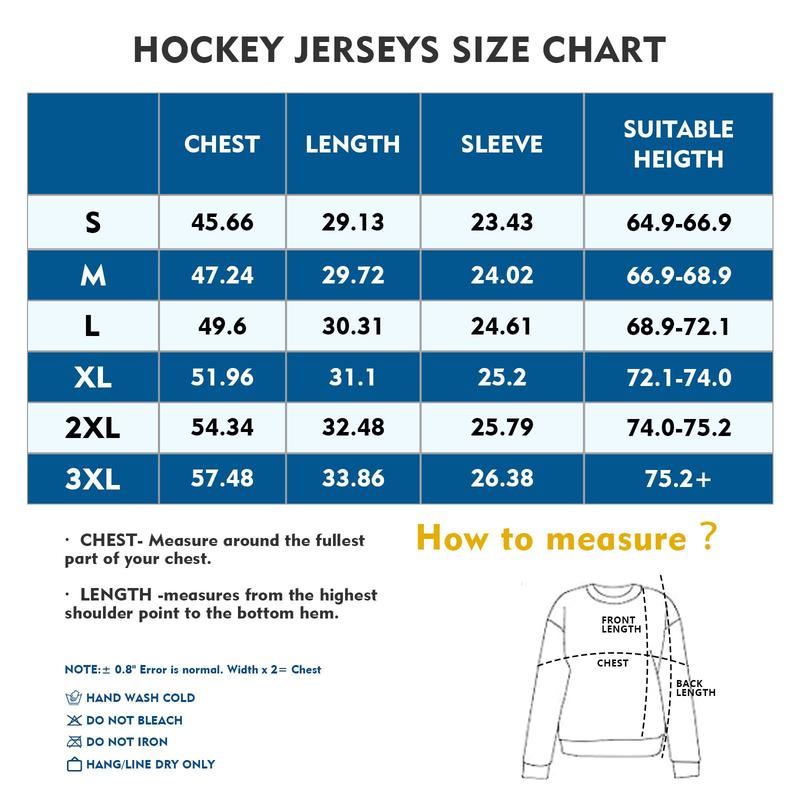 HOCKEY JERSEYS SIZE CHART
CHEST LENGTH SLEEVE SUITABLE HEIGTH
S 45.66 29.13 23.43 64.9-66.9
M 47.24 29.72 24.02 66.9-68.9
L 49.6 30.31 24.61 68.9-72.1
XL 51.96 31.1 25.2 72.1-74.0
2XL 54.34 32.48 25.79 74.0-75.2
3XL 57.48 33.86 26.38 75.2+
· CHEST- Measure around the fullest
part of your chest.
· LENGTH -measures from the highest
shoulder point to the bottom hem.
NOTE:± 0.8" Error is normal. Width x 2= Chest
HAND WASH COLD
DO NOT BLEACH
DO NOT IRON
HANG/LINE DRY ONLY
How to measure ?
FRONT
LENGTH
CHEST
BACK
LENGTH